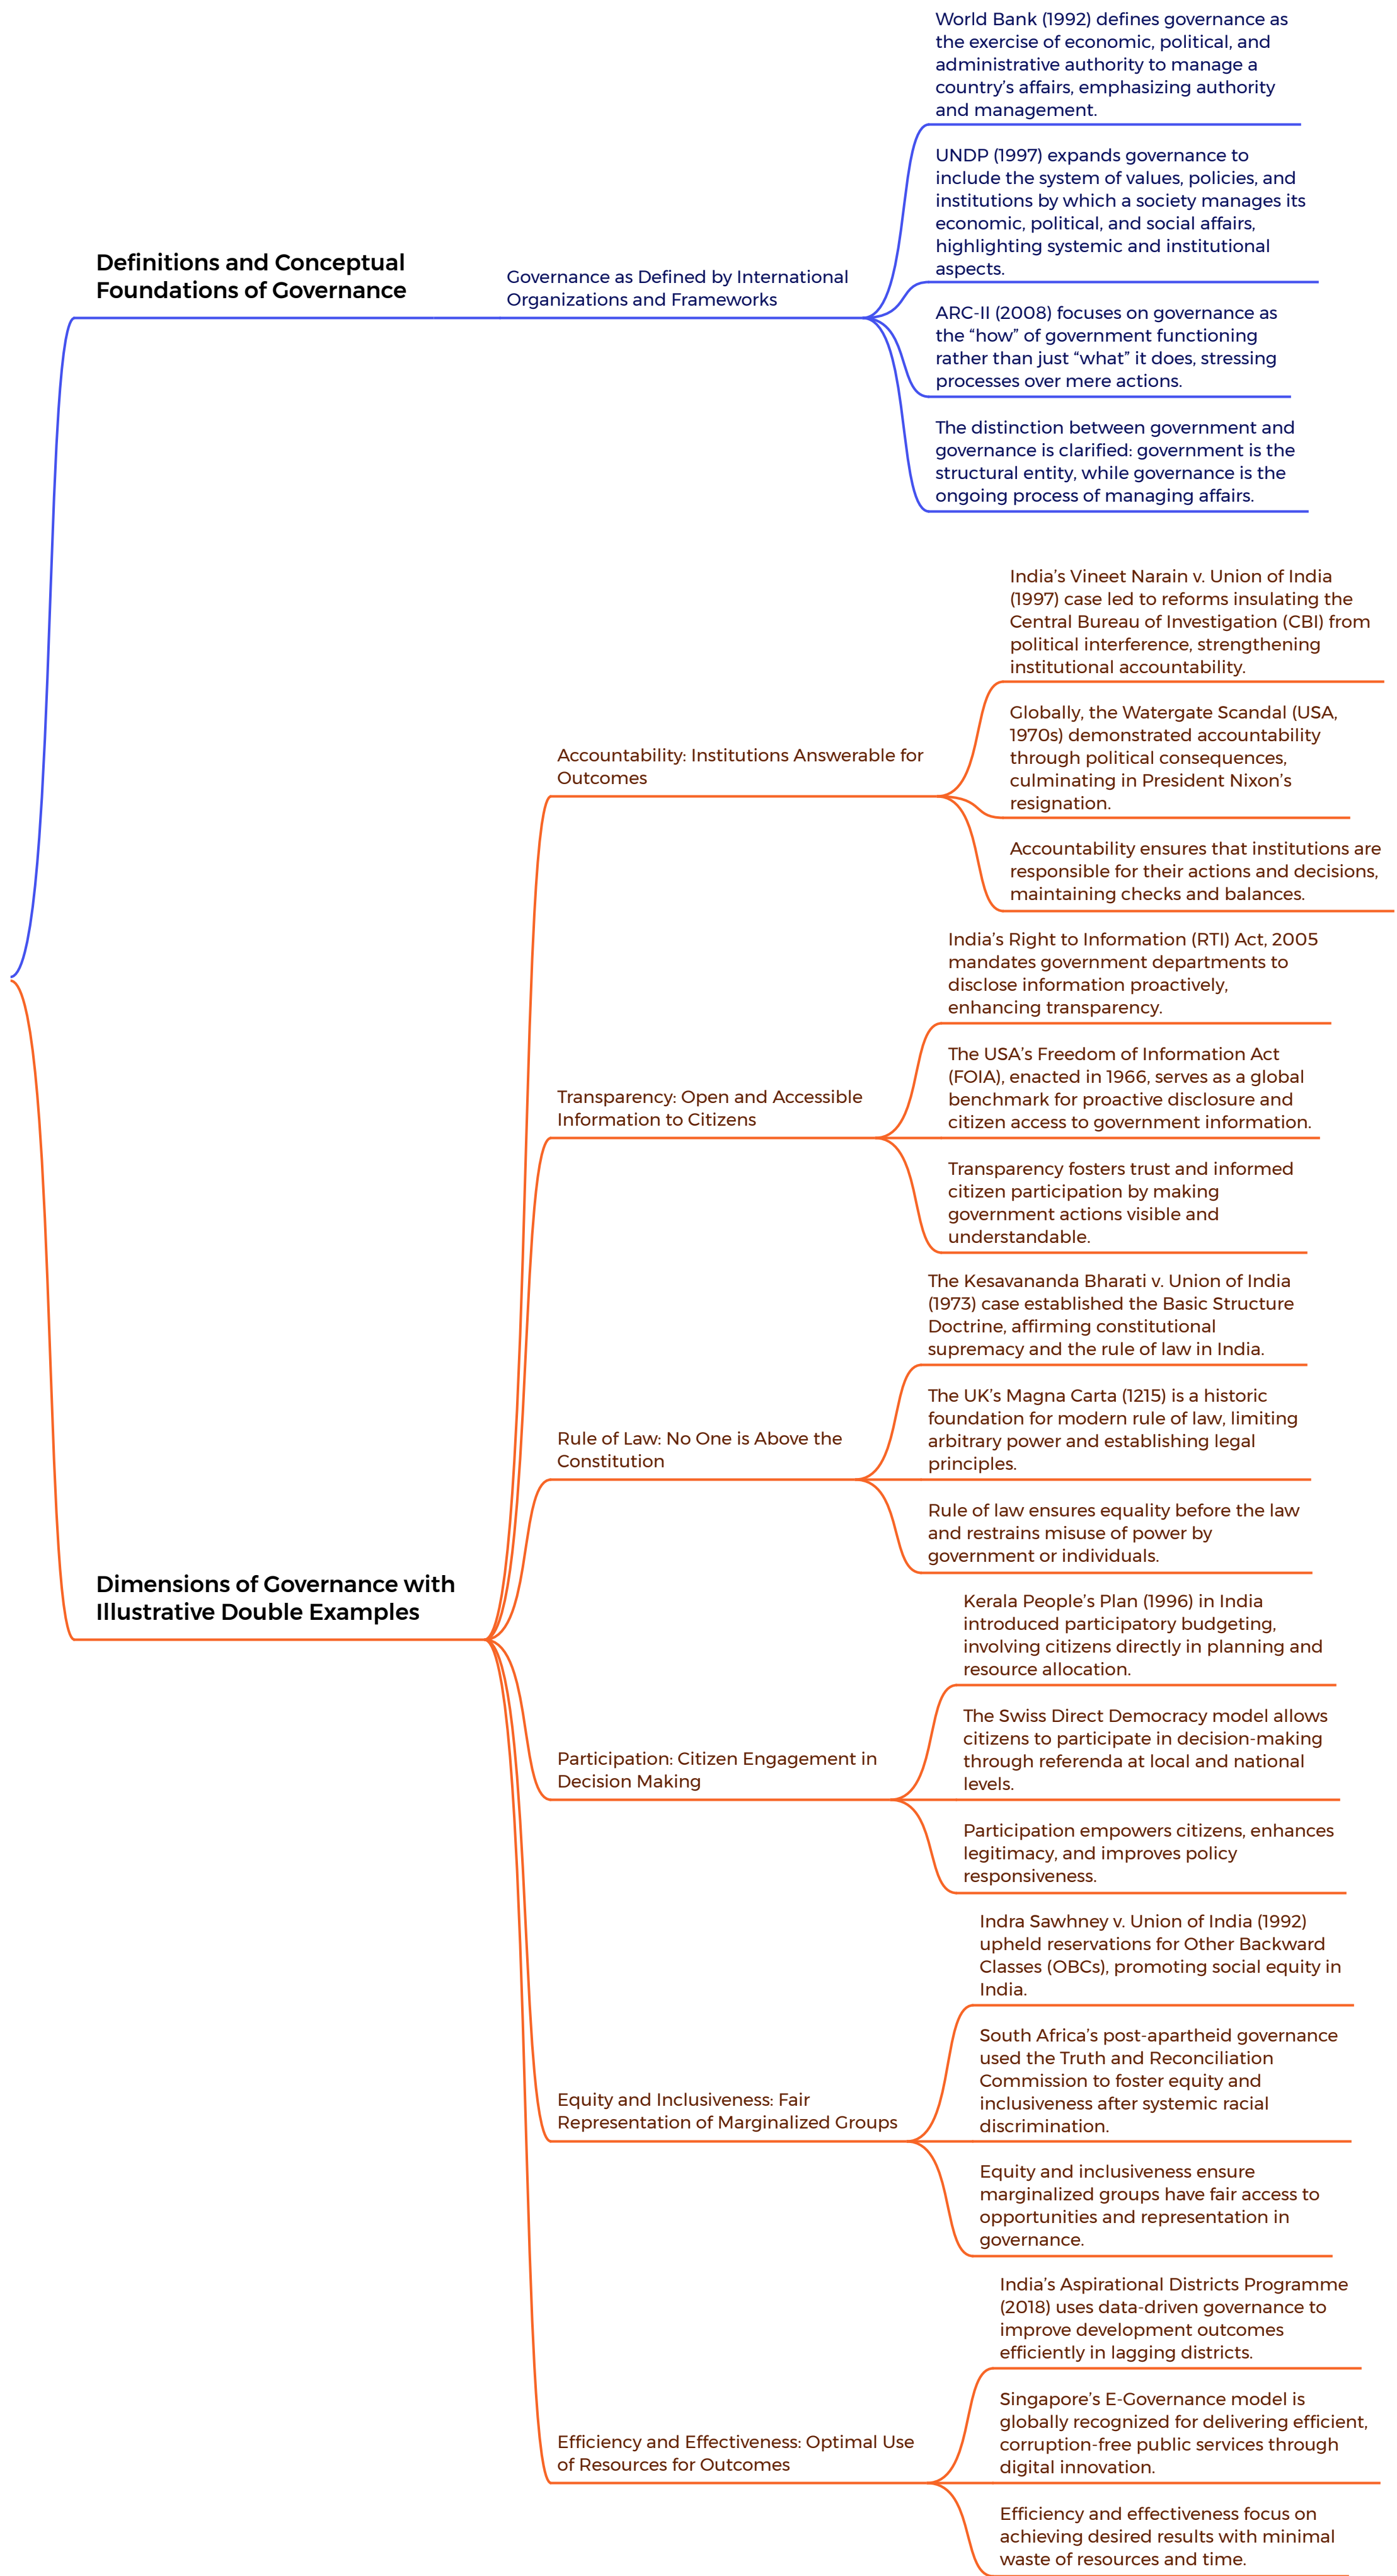 World Bank (1992) defines governance as
the exercise of economic, political, and
administrative authority to manage a
country’s affairs, emphasizing authority
and management.
UNDP (1997) expands governance to
include the system of values, policies, and
institutions by which a society manages its
economic, political, and social affairs,
highlighting systemic and institutional
aspects.
Definitions and Conceptual
Foundations of Governance
Governance as Defined by International
Organizations and Frameworks
ARC-II (2008) focuses on governance as
the “how” of government functioning
rather than just “what” it does, stressing
processes over mere actions.
The distinction between government and
governance is clarified: government is the
structural entity, while governance is the
ongoing process of managing affairs.
India’s Vineet Narain v. Union of India
(1997) case led to reforms insulating the
Central Bureau of Investigation (CBI) from
political interference, strengthening
institutional accountability.
Globally, the Watergate Scandal (USA,
1970s) demonstrated accountability
through political consequences,
culminating in President Nixon’s
resignation.
Accountability: Institutions Answerable for
Outcomes
Accountability ensures that institutions are
responsible for their actions and decisions,
maintaining checks and balances.
India’s Right to Information (RTI) Act, 2005
mandates government departments to
disclose information proactively,
enhancing transparency.
The USA’s Freedom of Information Act
(FOIA), enacted in 1966, serves as a global
benchmark for proactive disclosure and
citizen access to government information.
Transparency: Open and Accessible
Information to Citizens
Transparency fosters trust and informed
citizen participation by making
government actions visible and
understandable.
The Kesavananda Bharati v. Union of India
(1973) case established the Basic Structure
Doctrine, affirming constitutional
supremacy and the rule of law in India.
The UK’s Magna Carta (1215) is a historic
foundation for modern rule of law, limiting
arbitrary power and establishing legal
principles.
Rule of Law: No One is Above the
Constitution
Rule of law ensures equality before the law
and restrains misuse of power by
government or individuals.
Dimensions of Governance with
Illustrative Double Examples
Kerala People’s Plan (1996) in India
introduced participatory budgeting,
involving citizens directly in planning and
resource allocation.
The Swiss Direct Democracy model allows
citizens to participate in decision-making
through referenda at local and national
levels.
Participation: Citizen Engagement in
Decision Making
Participation empowers citizens, enhances
legitimacy, and improves policy
responsiveness.
Indra Sawhney v. Union of India (1992)
upheld reservations for Other Backward
Classes (OBCs), promoting social equity in
India.
South Africa’s post-apartheid governance
used the Truth and Reconciliation
Commission to foster equity and
inclusiveness after systemic racial
discrimination.
Equity and Inclusiveness: Fair
Representation of Marginalized Groups
Equity and inclusiveness ensure
marginalized groups have fair access to
opportunities and representation in
governance.
India’s Aspirational Districts Programme
(2018) uses data-driven governance to
improve development outcomes
efficiently in lagging districts.
Singapore’s E-Governance model is
globally recognized for delivering efficient,
corruption-free public services through
digital innovation.
Efficiency and Effectiveness: Optimal Use
of Resources for Outcomes
Efficiency and effectiveness focus on
achieving desired results with minimal
waste of resources and time.